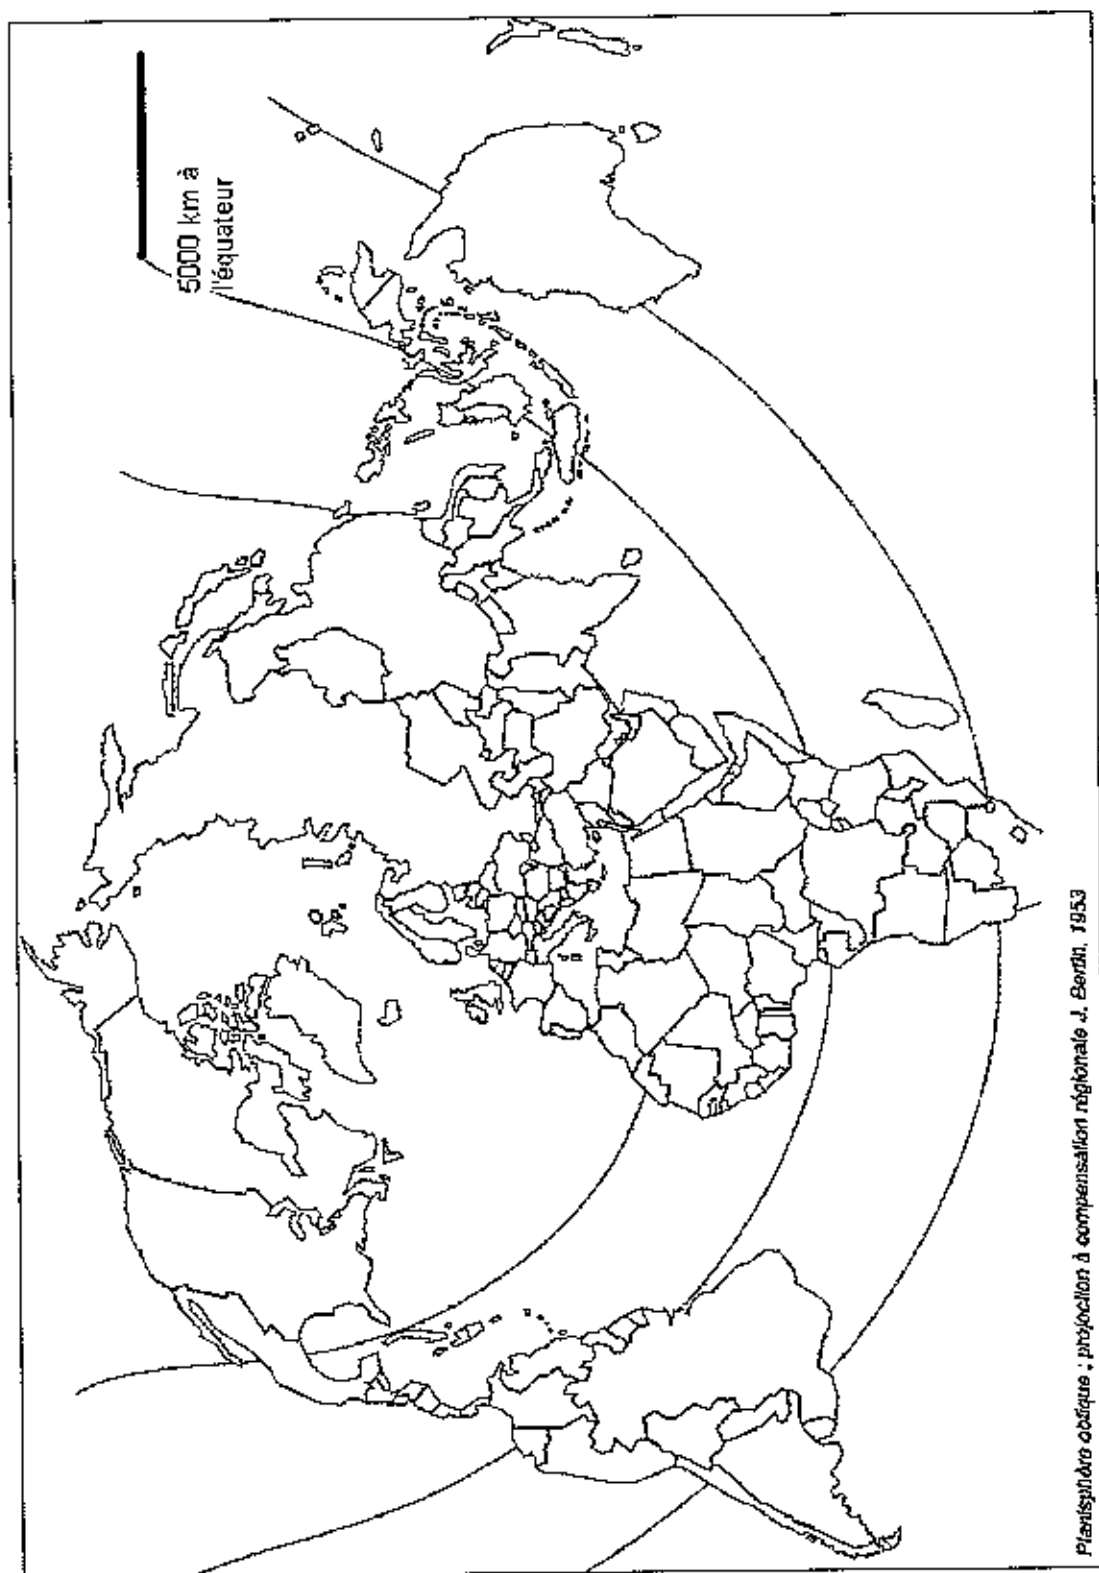 5000 km à
l'équateur
Planisphère oblique : projection à compensation régionale J. Bertin, 1953